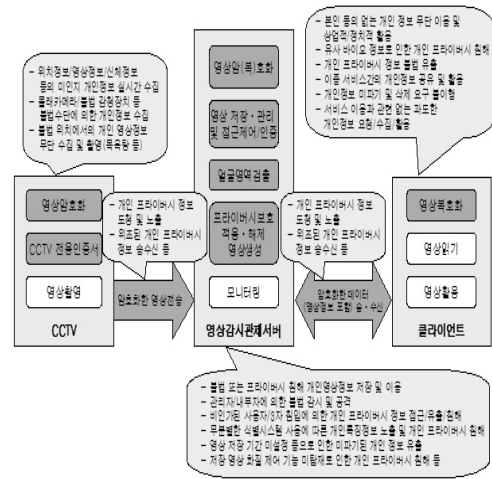 - 위치정보/영상정보/신체정보
등의 미인지 개인정보 실시간 수집
- 몰래카메라/불법 감청장치 등
불법수단에 의한 개인정보 수집
- 불법 위치에서의 개인 영상정보
무단 수집 및 촬영(목욕탕 등)
영상암호화
CCTV 전용인증서
영상촬영
CCTV
- 개인 프라이버시 정보
도청 및 노출
- 위조된 개인 프라이버시
정보 송수신 등
암호화한 영상전송
영상암(복)호화
영상 저장·관리
및 접근제어/인증
얼굴영역검출
프라이버시보호
적용·해제
영상생성
모니터링
영상감시관제서버
- 개인 프라이버시 정보
도청 및 노출
- 위조된 개인 프라이버시
정보 송수신 등
암호화한 데이터
(영상정보 포함) 송·수신
- 본인 동의 없는 개인 정보 무단 이용 및
상업적/정치적 활용
- 유사 바이오 정보로 인한 개인 프라이버시 침해
- 개인 프라이버시 정보 불법 유출
- 이종 서비스간의 개인정보 공유 및 활용
- 개인정보 미파기 및 삭제 요구 불이행
- 서비스 이용과 관련 없는 과도한
개인정보 요청/수집/활용
영상복호화
영상읽기
영상활용
클라이언트
- 불법 또는 프라이버시 침해 개인영상정보 저장 및 이용
- 관리자/내부자에 의한 불법 감시 및 공격
- 비인가된 사용자/3자 침입에 의한 개인 프라이버시 정보 접근/유출/침해
- 무분별한 식별시스템 사용에 따른 개인특징정보 노출 및 개인 프라이버시 침해
- 영상 저장 기간 미설정 등으로 인한 미파기된 개인 정보 유출
- 저장 영상 화질 제어 기능 미탑재로 인한 개인 프라이버시 침해 등